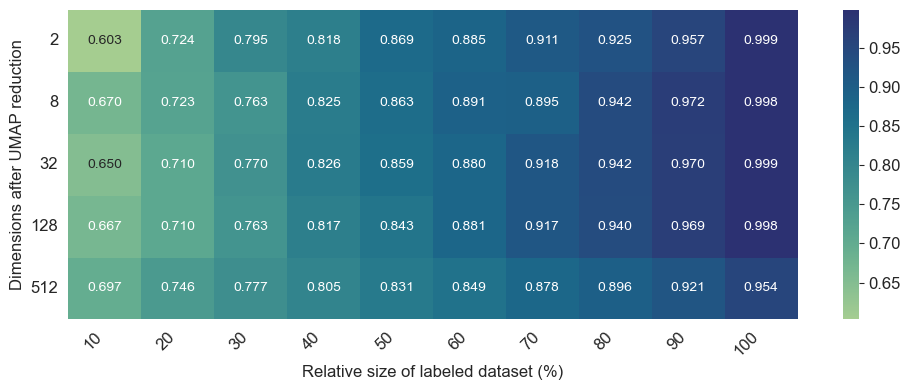 Dimensions after UMAP reduction
2 0.603 0.724 0.795 0.818 0.869 0.885 0.911 0.925 0.957 0.999
8 0.670 0.723 0.763 0.825 0.863 0.891 0.895 0.942 0.972 0.998
32 0.650 0.710 0.770 0.826 0.859 0.880 0.918 0.942 0.970 0.999
128 0.667 0.710 0.763 0.817 0.843 0.881 0.917 0.940 0.969 0.998
512 0.697 0.746 0.777 0.805 0.831 0.849 0.878 0.896 0.921 0.954
10 20 30 40 50 60 70 80 90 100
Relative size of labeled dataset (%)
0.95
0.90
0.85
0.80
0.75
0.70
0.65